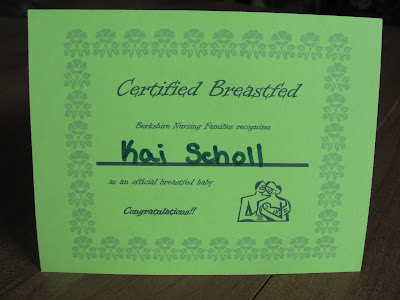 Certified Breastfed
Berkshire Nursing Families recognizes
Kai Scholl
as an official breastfed baby
Congratulations!!